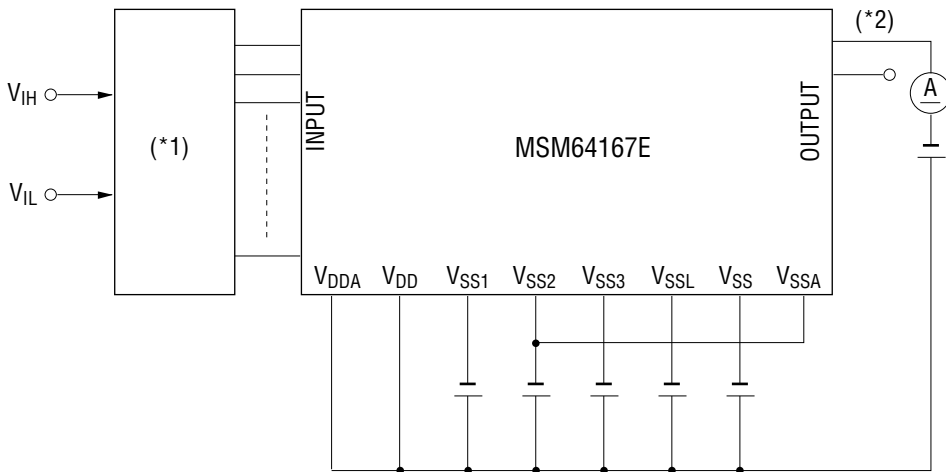 (*2)
A
V_IH
V_IL
(*1)
INPUT
MSM64167E
OUTPUT
V_DDA V_DD V_SS1 V_SS2 V_SS3 V_SSL V_SS V_SSA